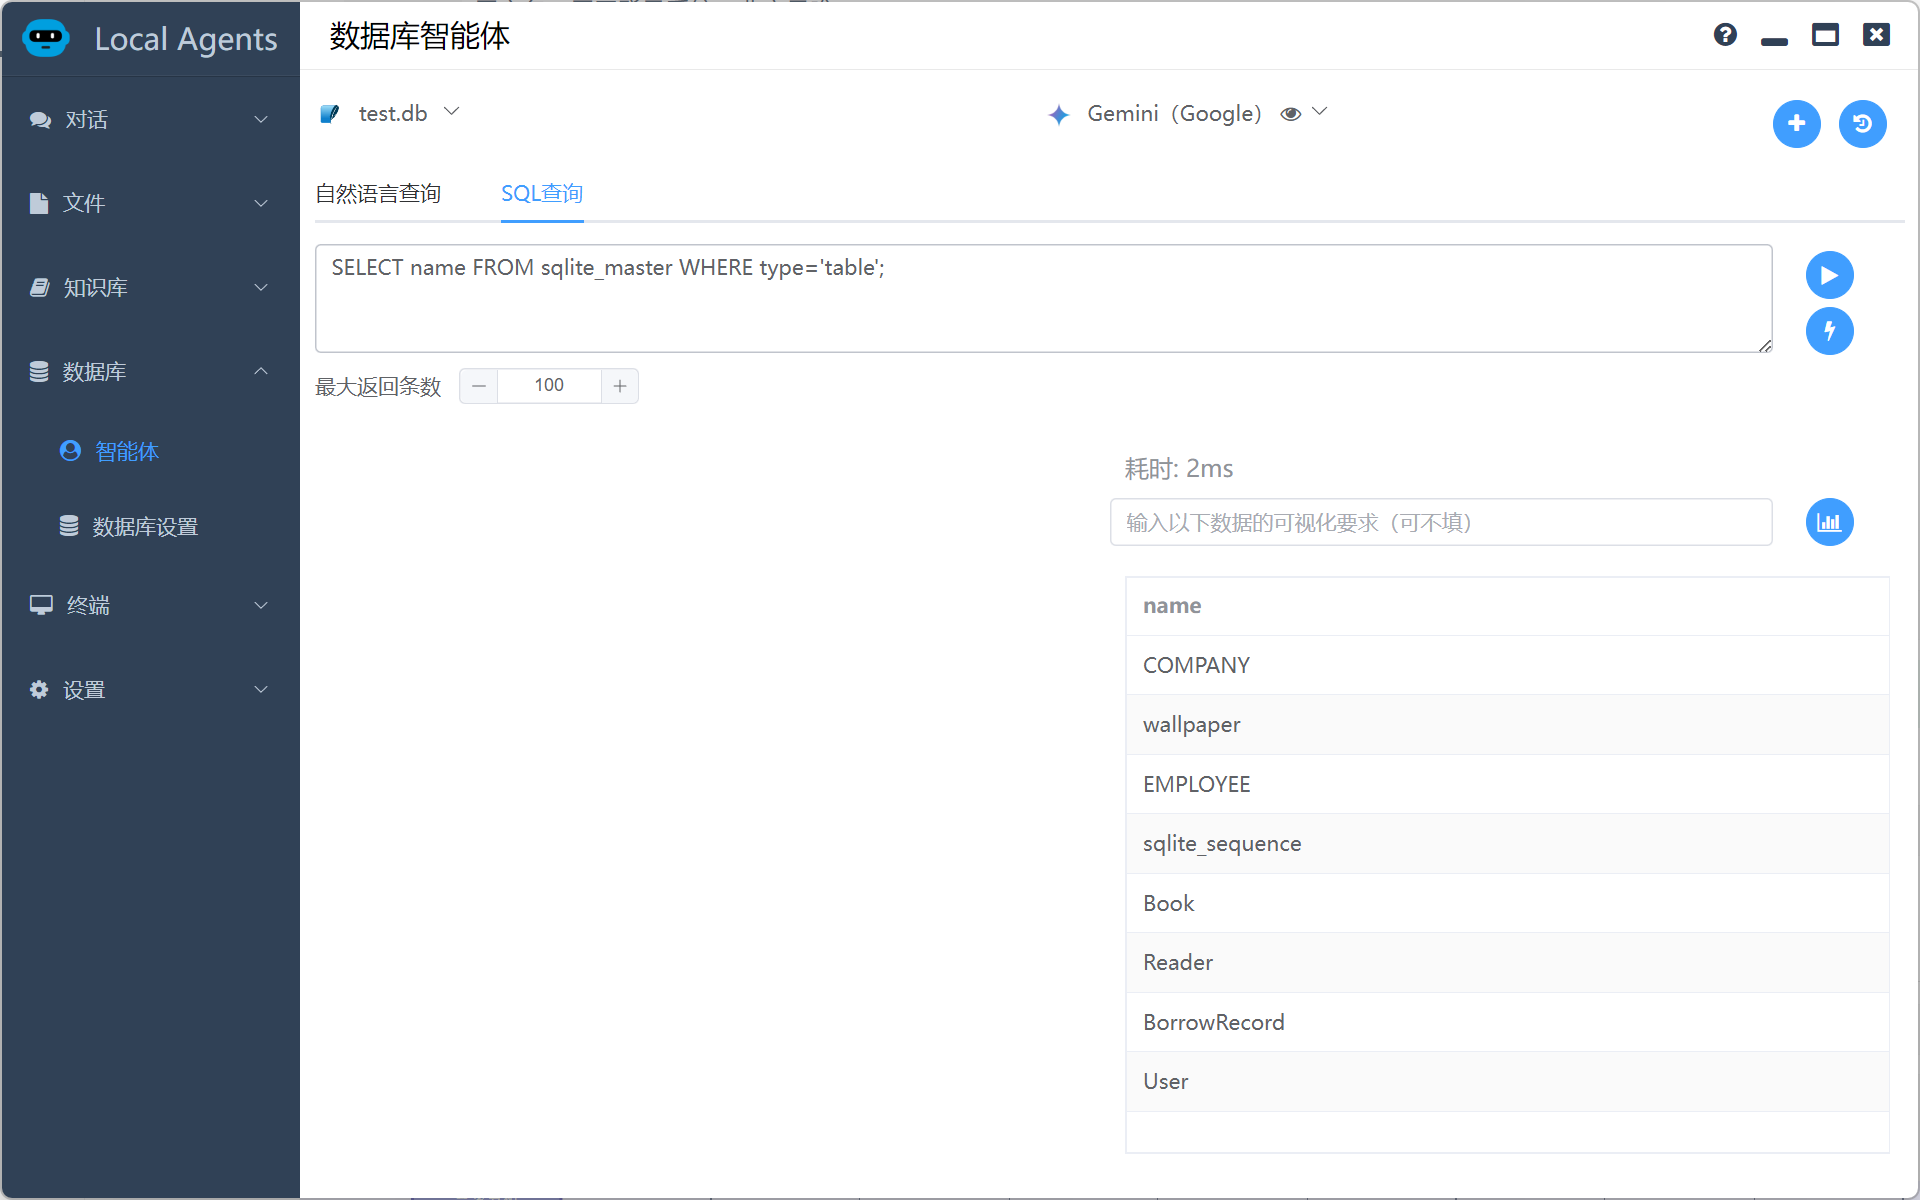 Local Agents
数据库智能体
对话
文件
知识库
数据库
智能体
数据库设置
终端
设置
test.db
Gemini（Google）
自然语言查询
SQL查询
SELECT name FROM sqlite_master WHERE type='table';
最大返回条数
100
耗时: 2ms
输入以下数据的可视化要求（可不填）
name
COMPANY
wallpaper
EMPLOYEE
sqlite_sequence
Book
Reader
BorrowRecord
User